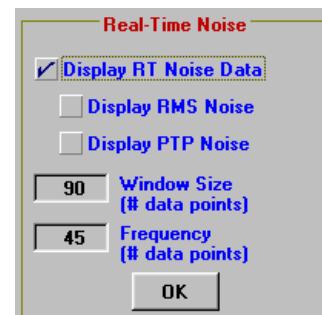 Real-Time Noise
Display RT Noise Data
Display RMS Noise
Display PTP Noise
90 Window Size
(# data points)
45 Frequency
(# data points)
OK